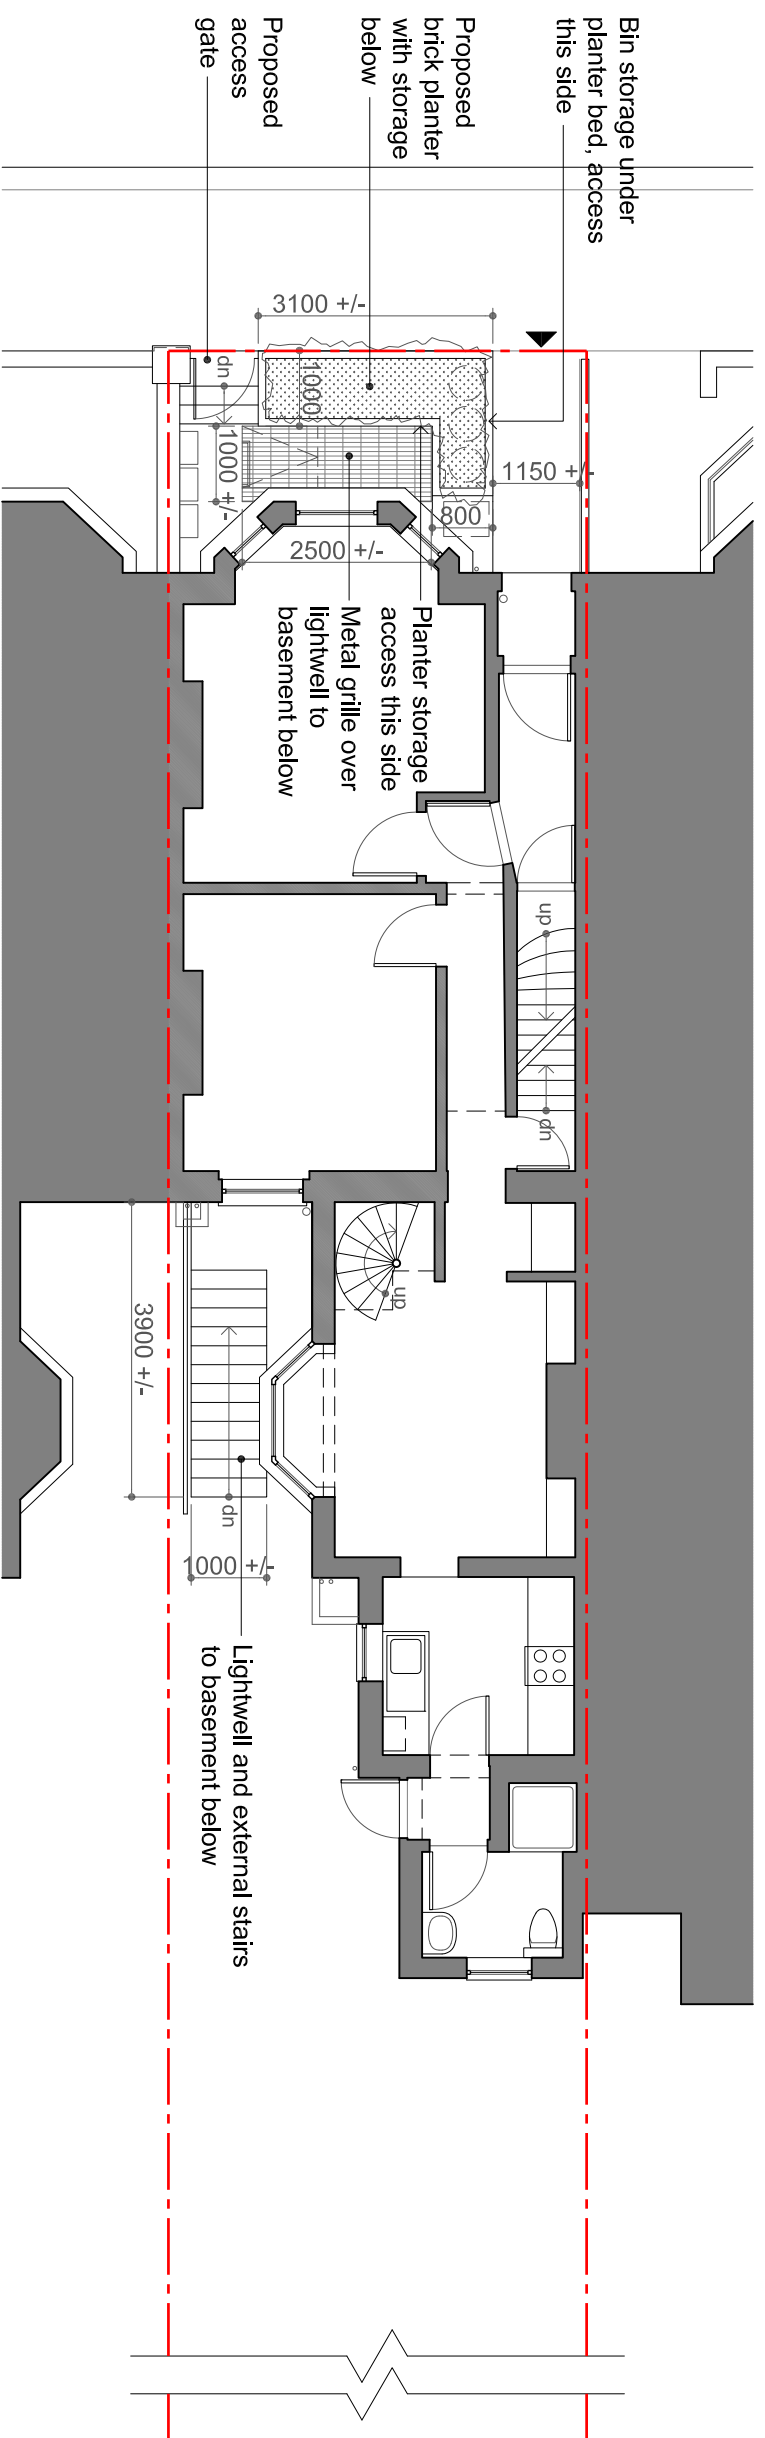 Bin storage under
planter bed, access
this side
Proposed
brick planter
with storage
below
Proposed
access
gate
3100 +/-
1000
dn
1000 +/-
1150 +/-
800
2500 +/-
Planter storage
access this side
Metal grille over
lightwell to
basement below
up
dn
up
3900 +/-
dn
1000 +/-
Lightwell and external stairs
to basement below